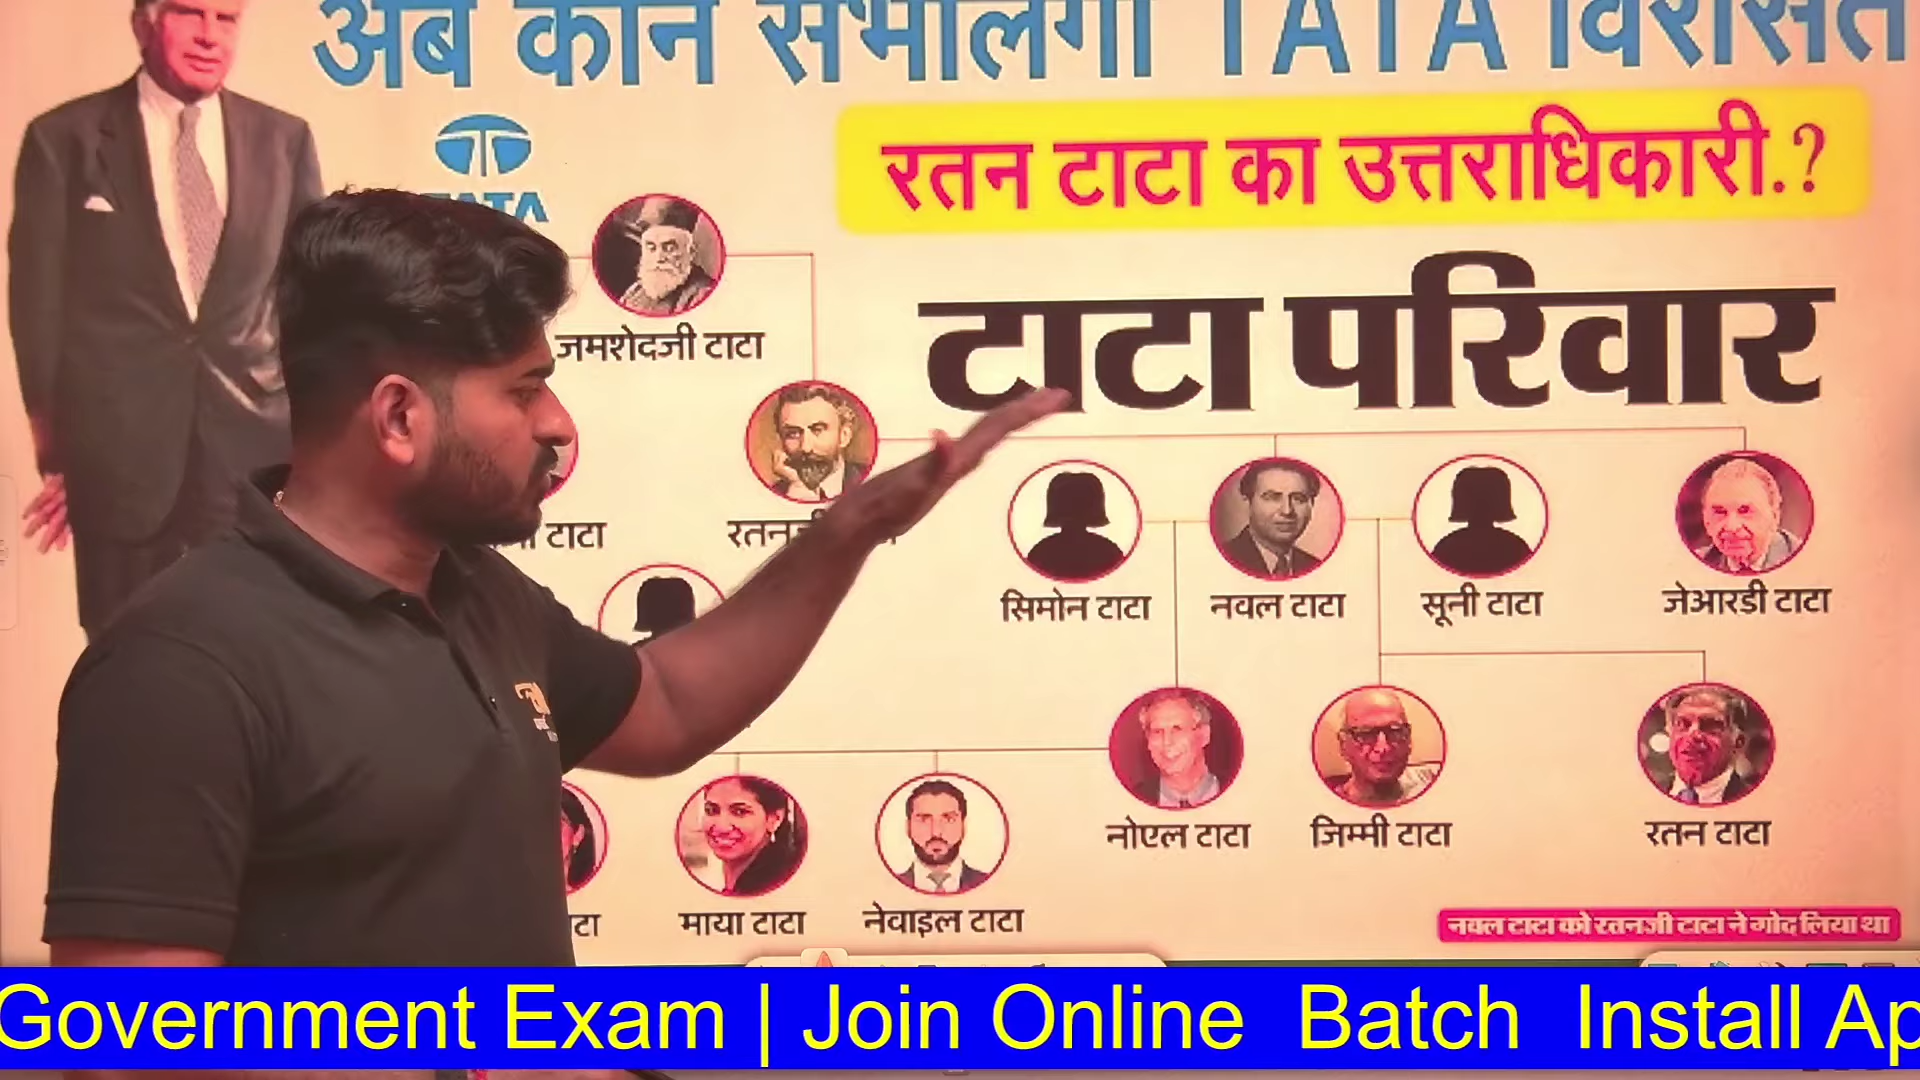 अब कौन संभालेगा TATA विरासत
रतन टाटा का उत्तराधिकारी.?
TATA
टाटा परिवार
जमशेदजी टाटा
टाटा
सिमोन टाटा
नवल टाटा
सूनी टाटा
जेआरडी टाटा
नोएल टाटा
जिम्मी टाटा
रतन टाटा
माया टाटा
नेवाइल टाटा
नवल टाटा को रतनजी टाटा ने गोद लिया था
Government Exam | Join Online Batch Install Ap